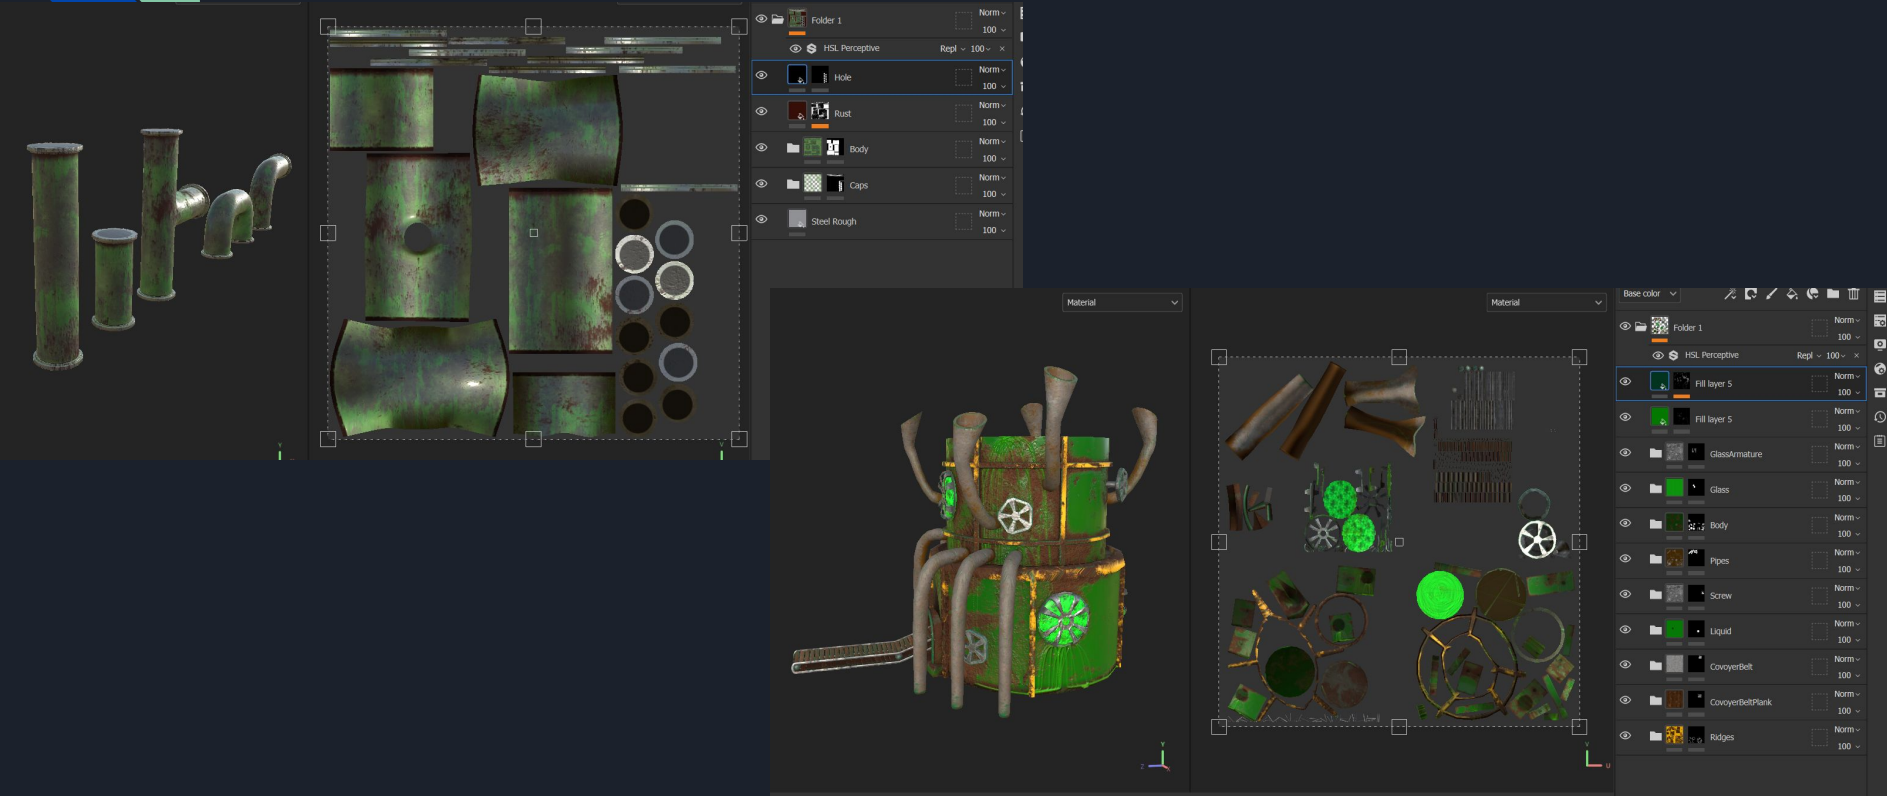 Folder 1
Norm
100
HSL Perceptive
Repl
100
Hole
Norm
100
Rust
Norm
100
Body
Norm
100
Caps
Norm
100
Steel Rough
Norm
100
Y
Y
Material
Material
Base color
Folder 1
Norm
100
HSL Perceptive
Repl
100
Fill layer 5
Norm
100
Fill layer 5
Norm
100
GlassArmature
Norm
100
Glass
Norm
100
Body
Norm
100
Pipes
Norm
100
Screw
Norm
100
Liquid
Norm
100
CovoyerBelt
Norm
100
CovoyerBeltPlank
Norm
100
Ridges
Norm
100
Y
Z
X
Y
U